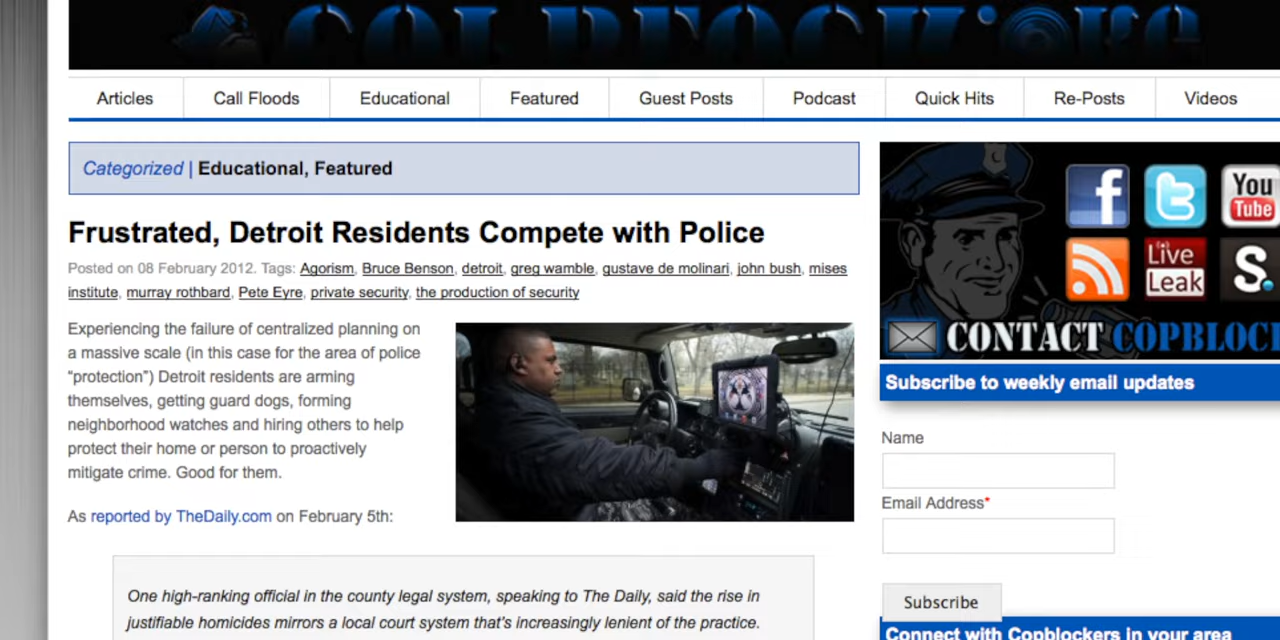 COPBLOCK.ORG
Articles
Call Floods
Educational
Featured
Guest Posts
Podcast
Quick Hits
Re-Posts
Videos
Categorized | Educational, Featured
Frustrated, Detroit Residents Compete with Police
Posted on 08 February 2012. Tags: Agorism, Bruce Benson, detroit, greg wamble, gustave de molinari, john bush, mises
institute, murray rothbard, Pete Eyre, private security, the production of security
Experiencing the failure of centralized planning on
a massive scale (in this case for the area of police
“protection”) Detroit residents are arming
themselves, getting guard dogs, forming
neighborhood watches and hiring others to help
protect their home or person to proactively
mitigate crime. Good for them.
As reported by TheDaily.com on February 5th:
One high-ranking official in the county legal system, speaking to The Daily, said the rise in
justifiable homicides mirrors a local court system that’s increasingly lenient of the practice.
f
t
You
Tube
((Live
Leak
S.
CONTACT COPBLOC
Subscribe to weekly email updates
Name
Email Address*
Subscribe
Connect with Copblockers in your area